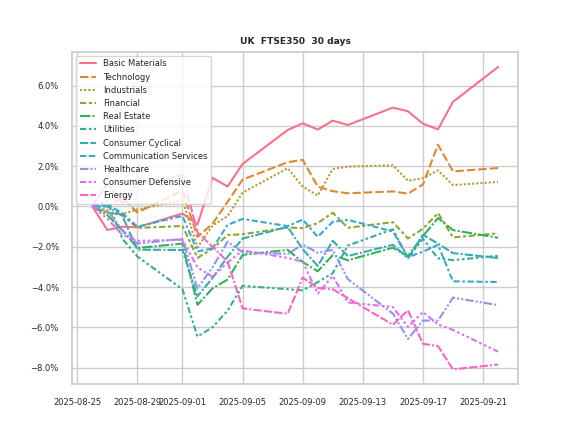 UK  FTSE350  30 days
Basic Materials
Technology
Industrials
Financial
Real Estate
Utilities
Consumer Cyclical
Communication Services
Healthcare
Consumer Defensive
Energy
6.0%
4.0%
2.0%
0.0%
−2.0%
−4.0%
−6.0%
−8.0%
2025-08-25
2025-08-29
2025-09-01
2025-09-05
2025-09-09
2025-09-13
2025-09-17
2025-09-21